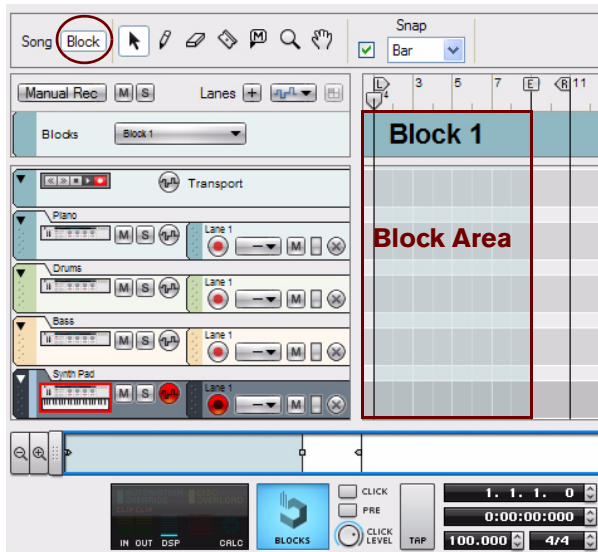 Snap
Song Block M Bar
Manual Rec M S Lanes + L 3 5 7 E R 11
4
Blocks Block 1 Block 1
Transport
Piano
M S Lane 1 M
Block Area
Drums
M S Lane 1 M
Bass
M S Lane 1 M
Synth Pad
M S Lane 1 M
CLICK 1. 1. 1. 0
PRE 0:00:00:000
IN OUT DSP CALC BLOCKS CLICK LEVEL TAP 100.000 4/4